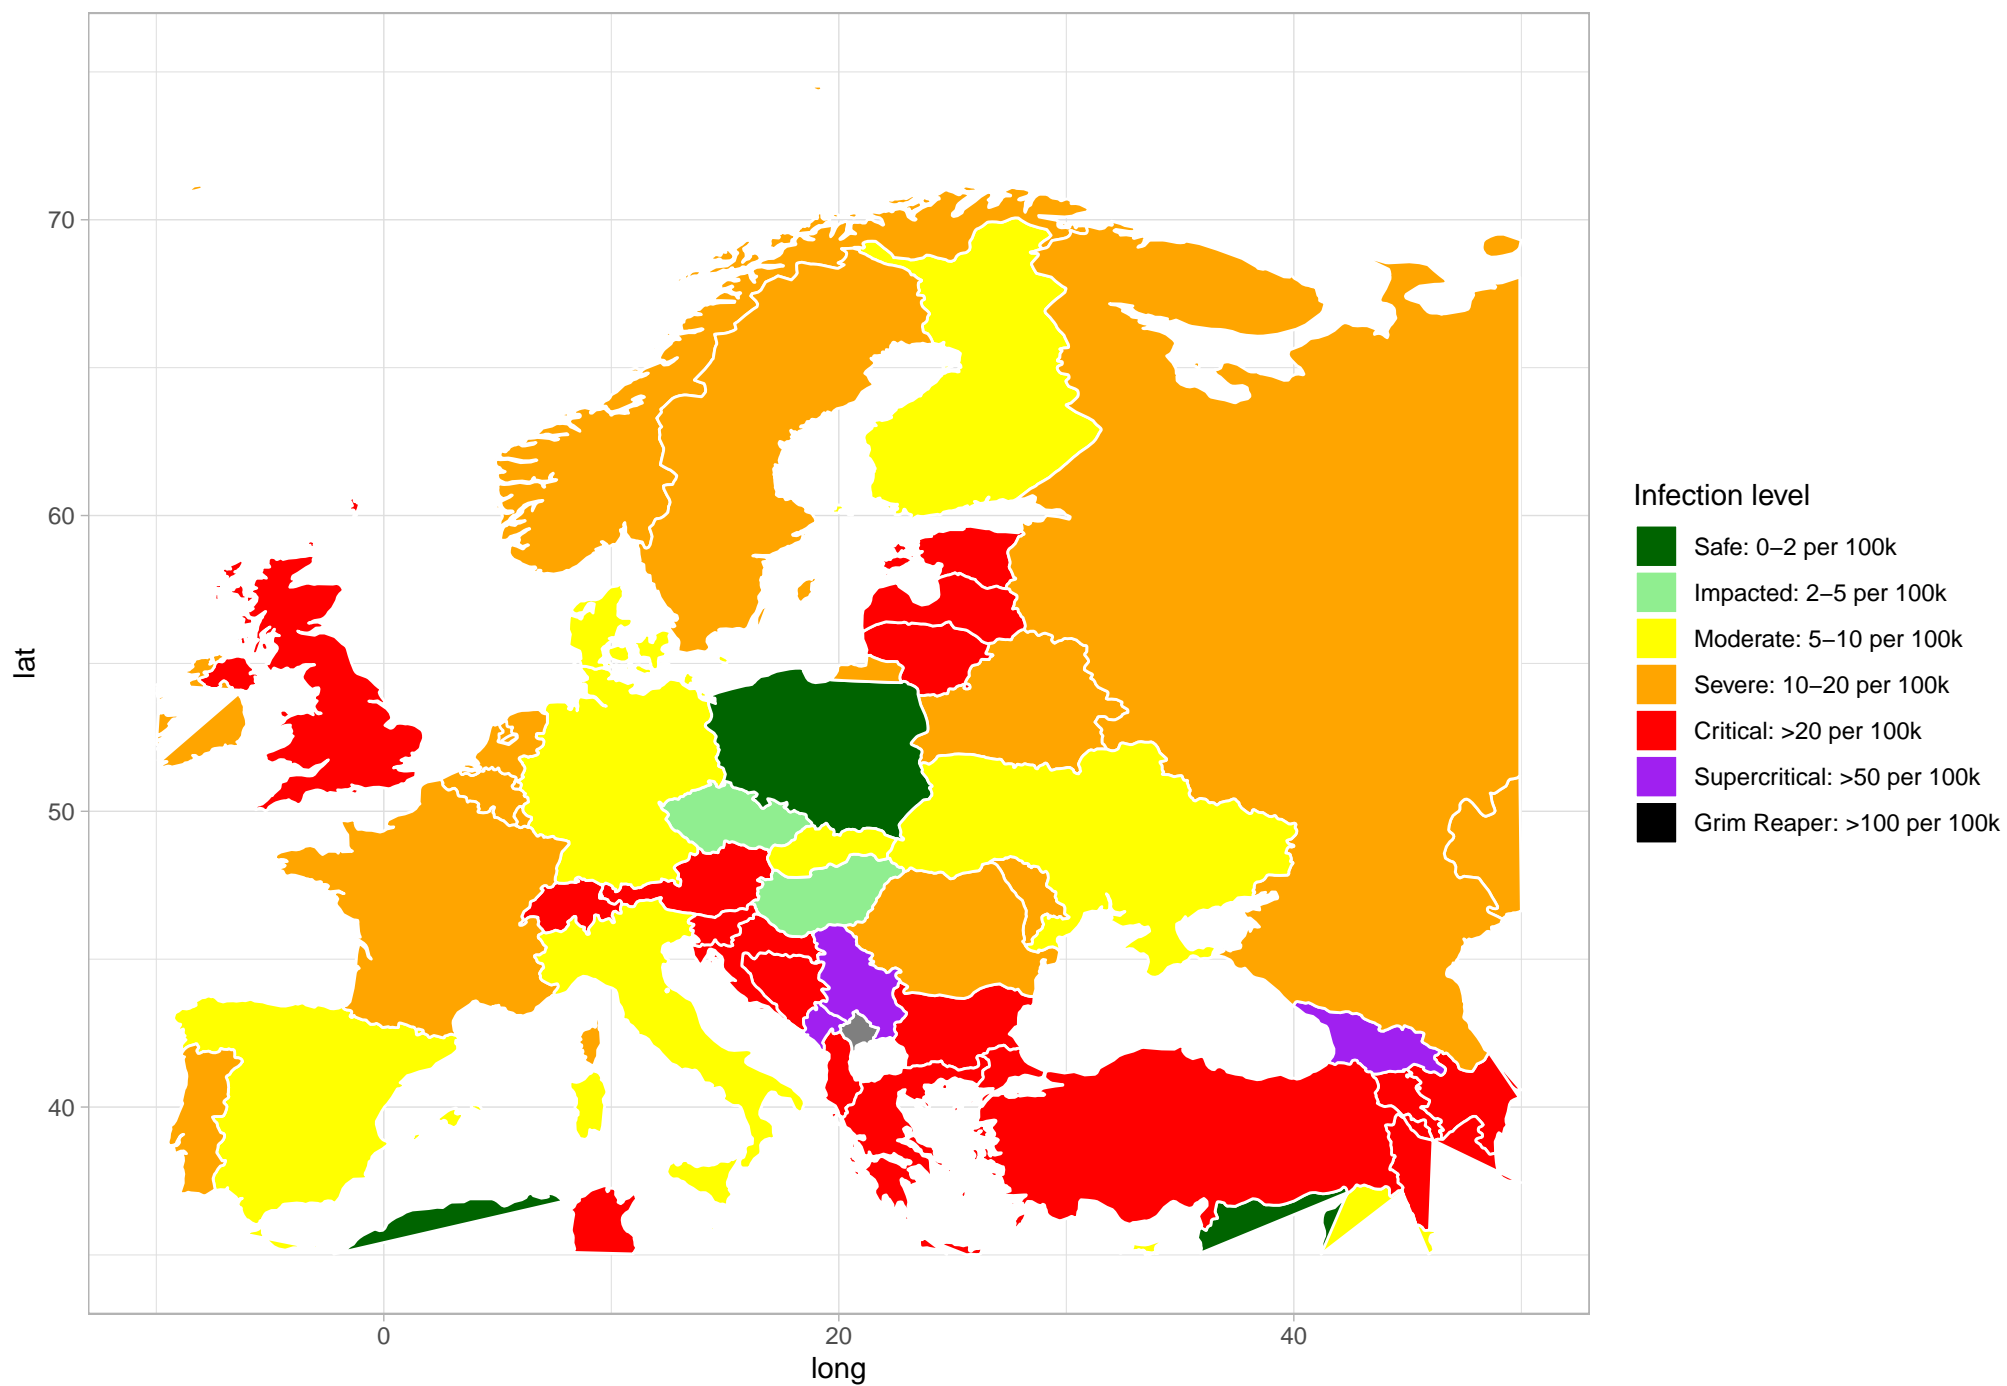 70
60
50
40
lat
0
20
40
long
Infection level
Safe: 0–2 per 100k
Impacted: 2–5 per 100k
Moderate: 5–10 per 100k
Severe: 10–20 per 100k
Critical: >20 per 100k
Supercritical: >50 per 100k
Grim Reaper: >100 per 100k